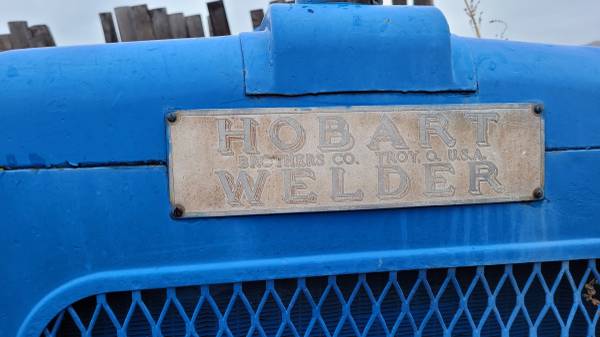 HOBART
BROTHERS CO. TROY, O. U.S.A.
WELDER